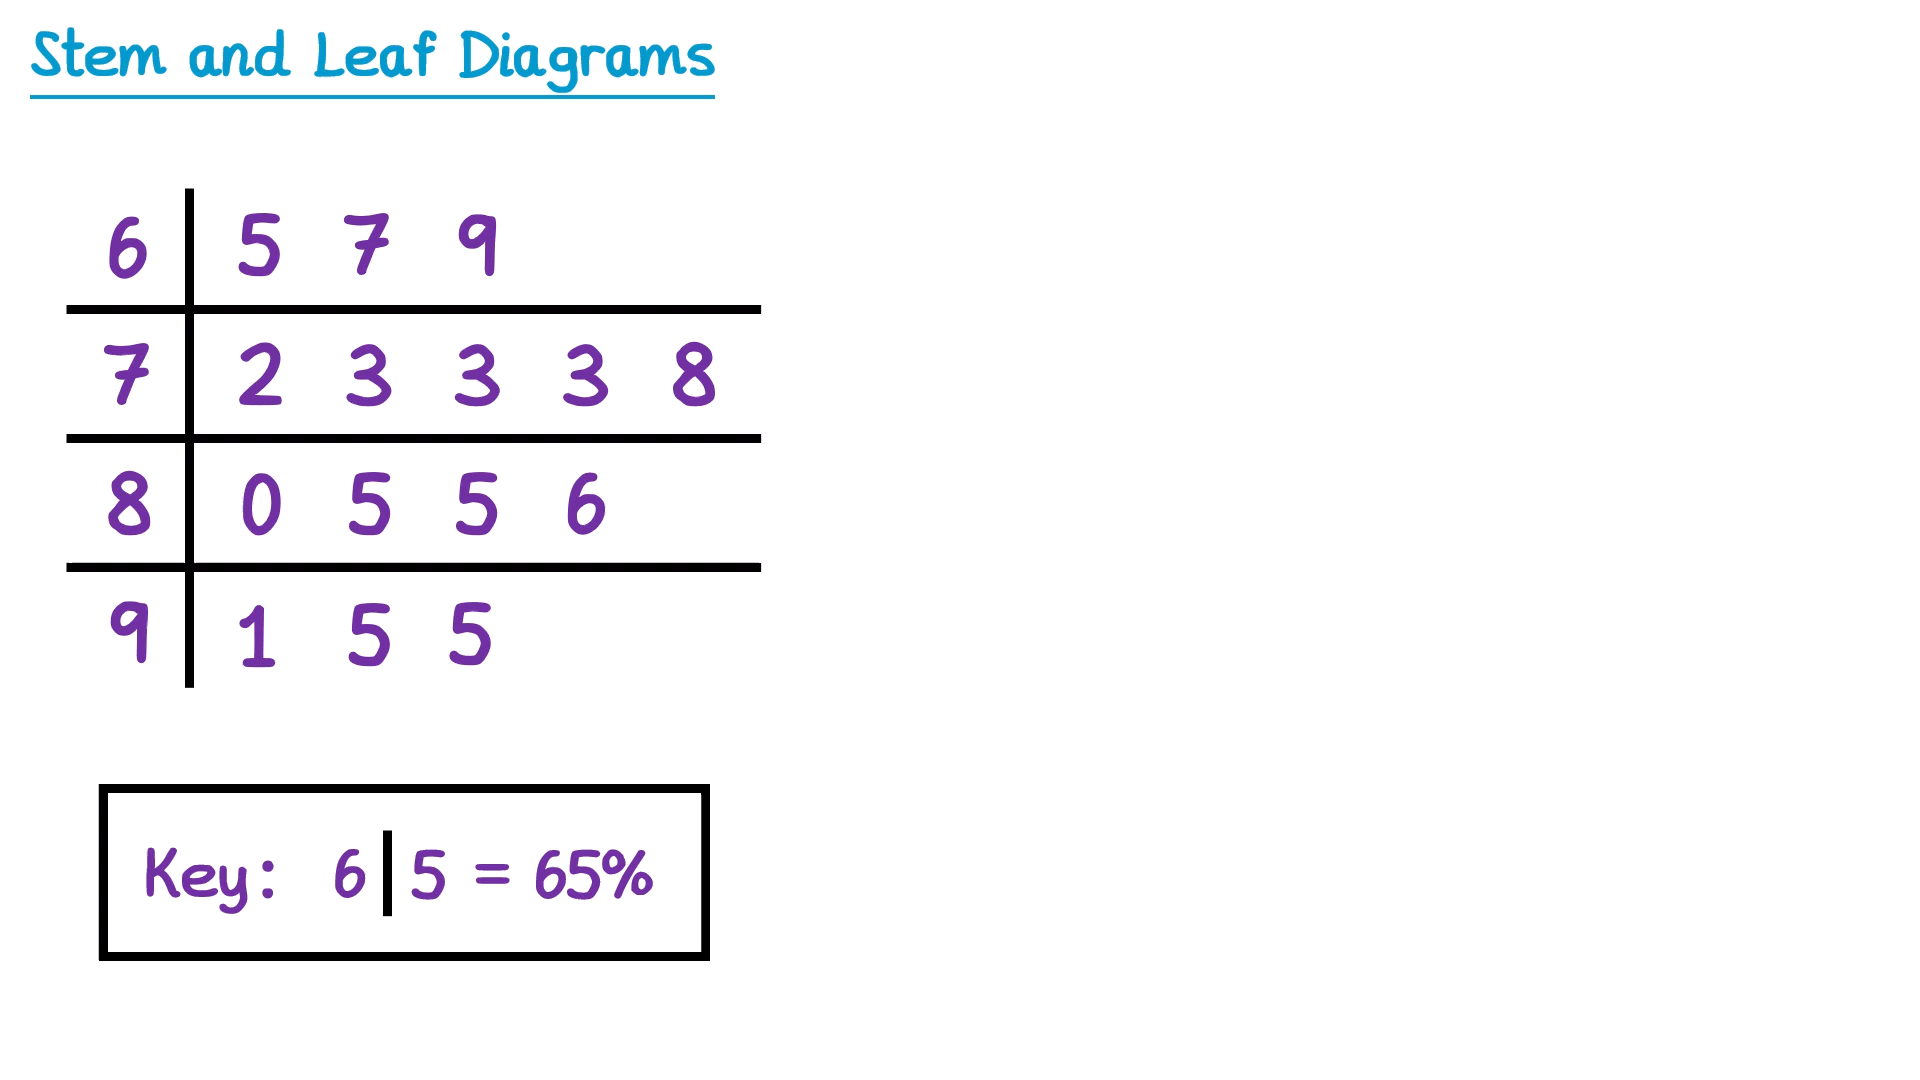 Stem and Leaf Diagrams
6 5 7 9
7 2 3 3 3 8
8 0 5 5 6
9 1 5 5
Key: 6 | 5 = 65%